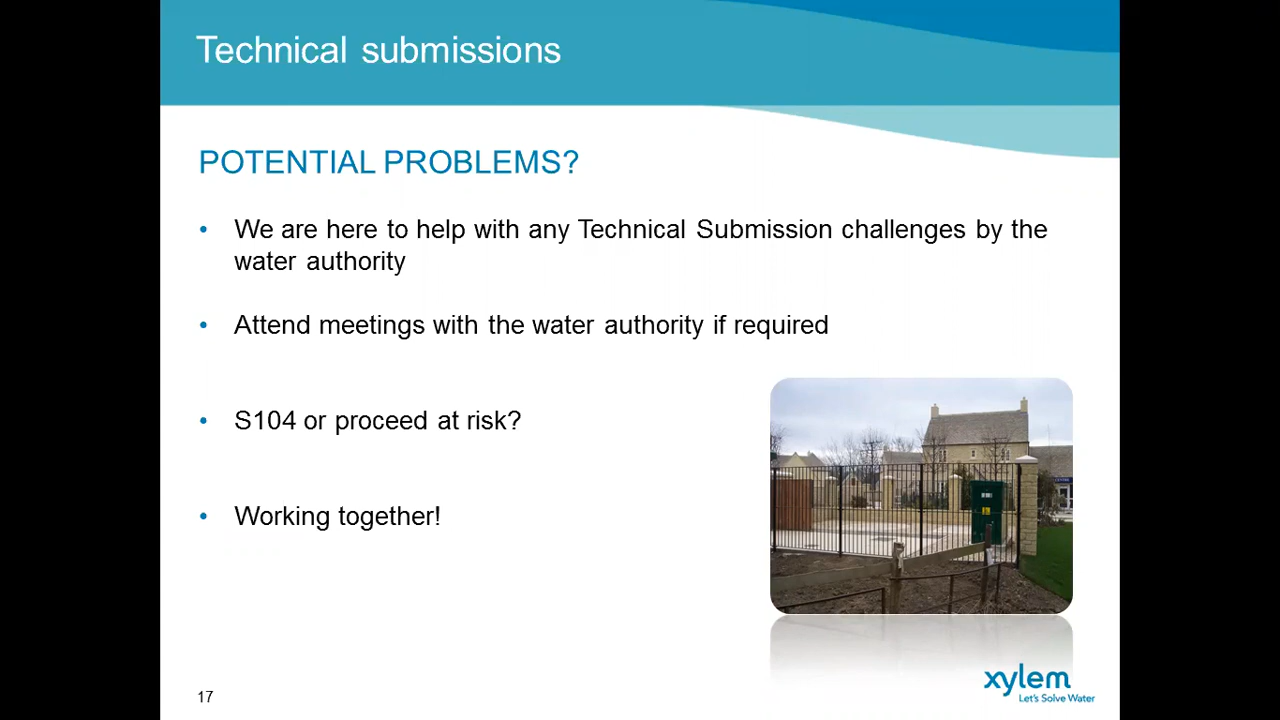 Technical submissions
POTENTIAL PROBLEMS?
• We are here to help with any Technical Submission challenges by the
water authority
• Attend meetings with the water authority if required
• S104 or proceed at risk?
• Working together!
17
xylem
Let's Solve Water